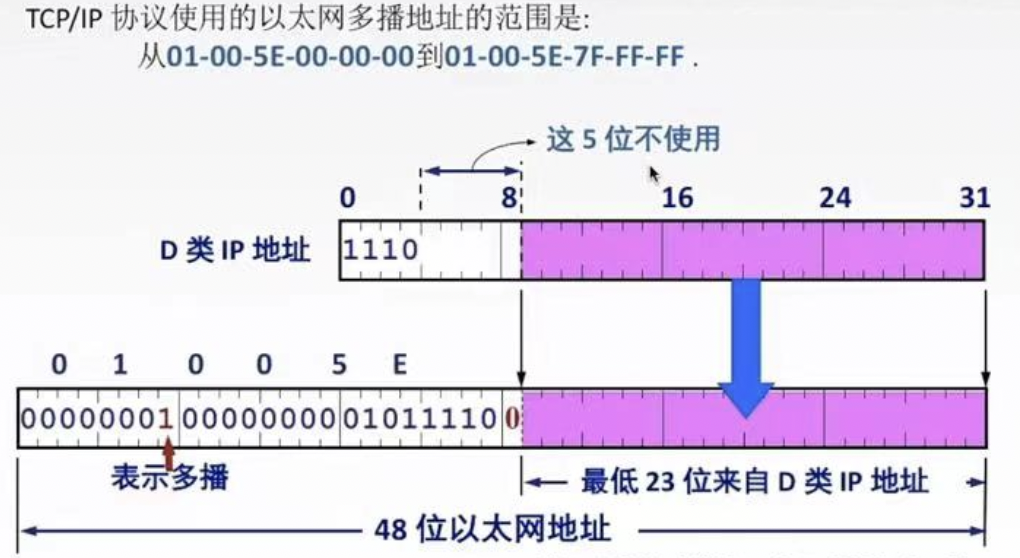 TCP/IP 协议使用的以太网多播地址的范围是:
从01-00-5E-00-00-00到01-00-5E-7F-FF-FF .
这 5 位不使用
0 8 16 24 31
D 类 IP 地址 1110
0 1 0 0 5 E
00000001 00000000 01011110 0
表示多播
最低 23 位来自 D 类 IP 地址
48 位以太网地址